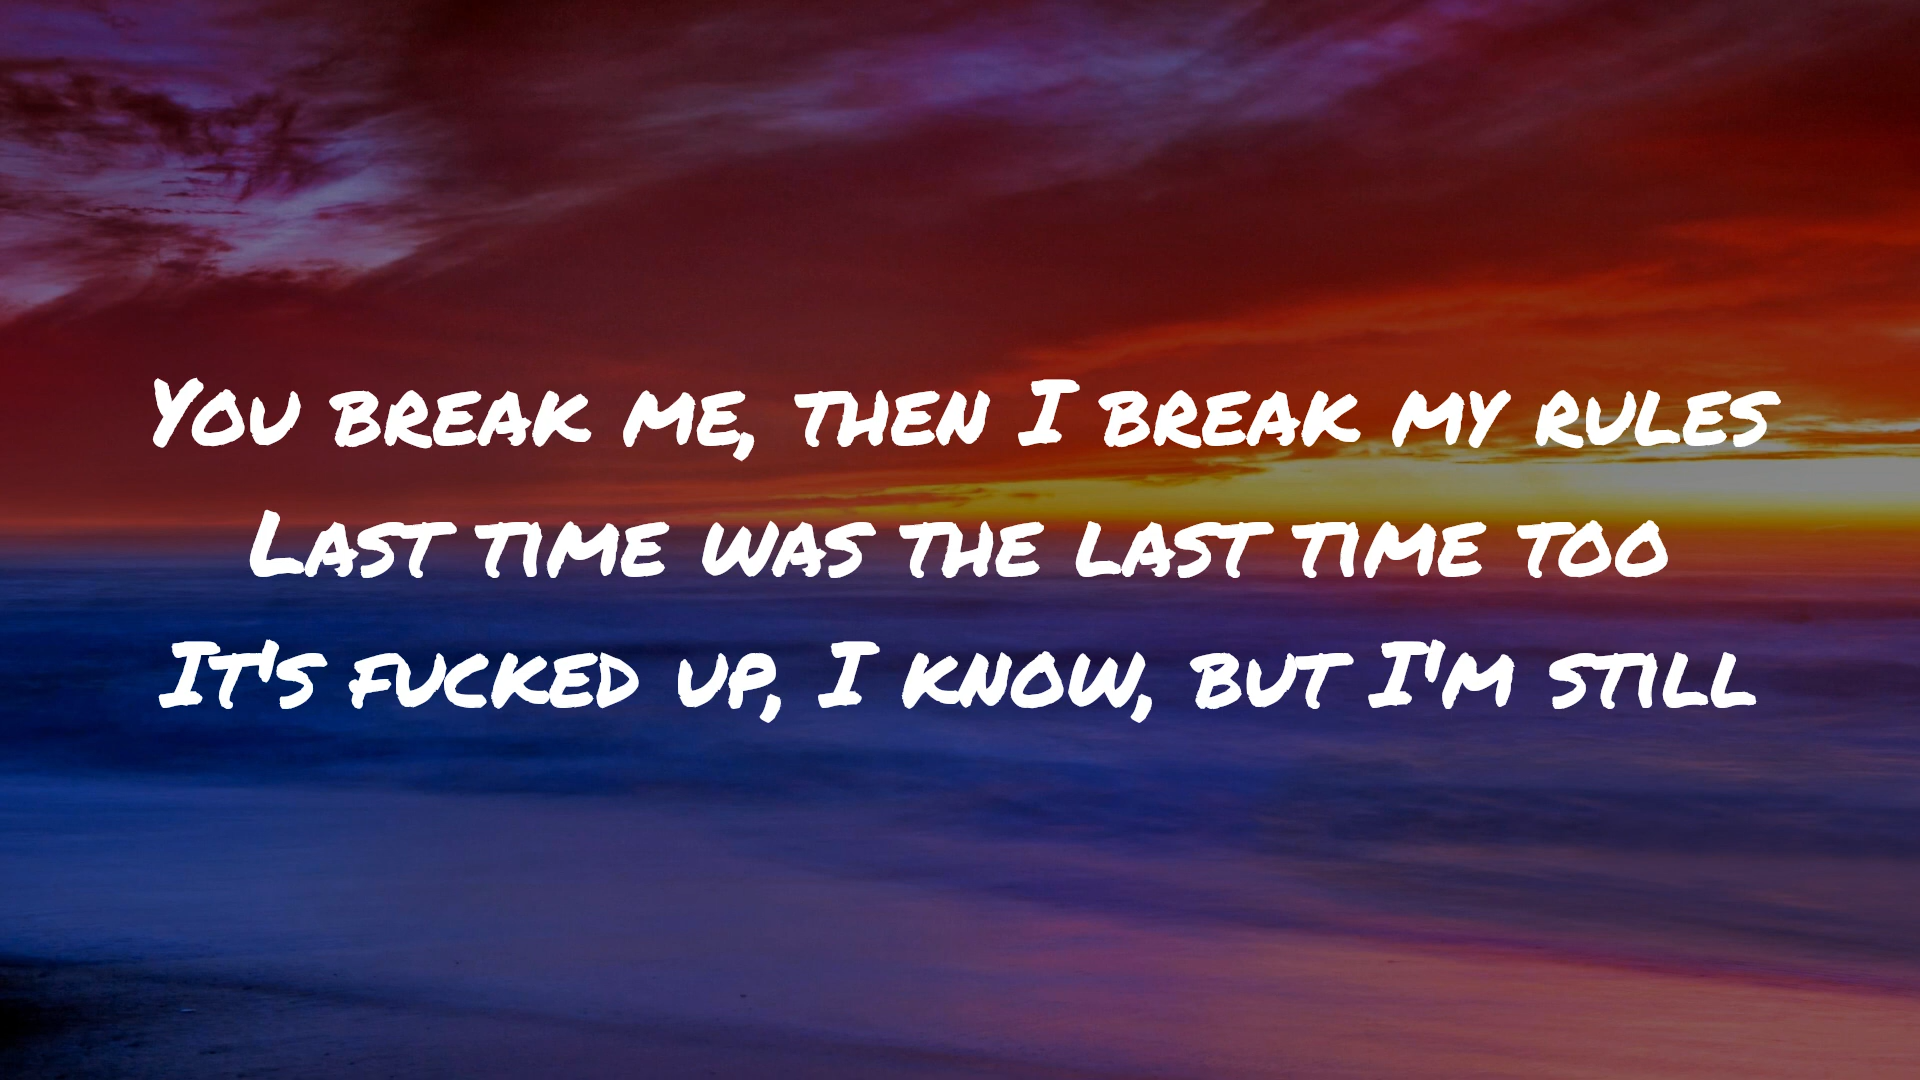 You break me, then I break my rules
Last time was the last time too
It's fucked up, I know, but I'm still